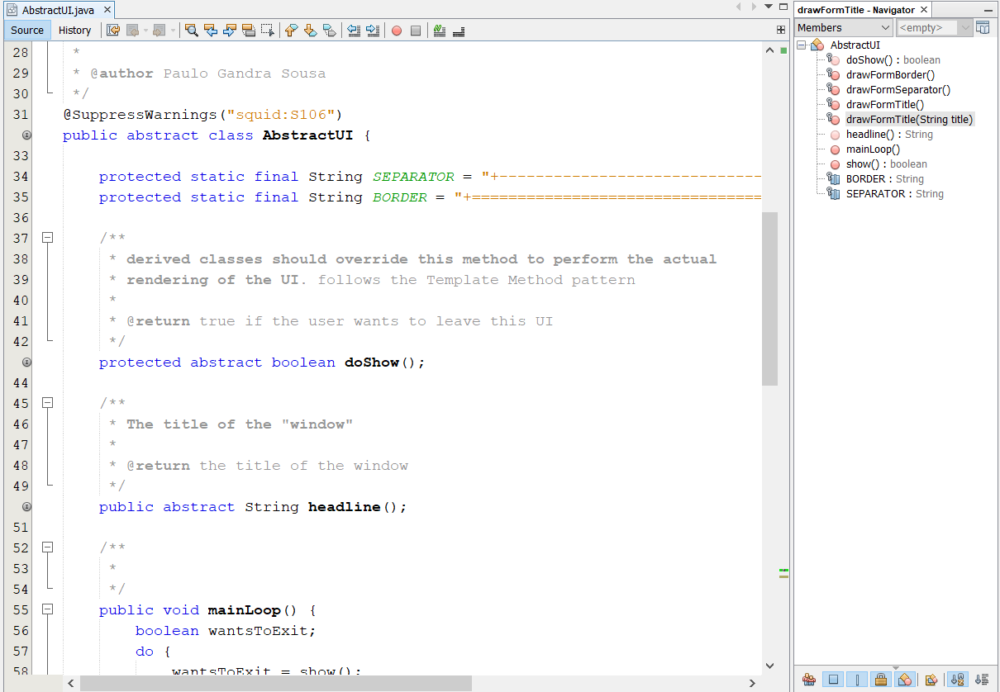 AbstractUI.java
Source History
28 *
29 * @author Paulo Gandra Sousa
30 */
31 @SuppressWarnings("squid:S106")
public abstract class AbstractUI {
33
34 protected static final String SEPARATOR = "+-----------------------------
35 protected static final String BORDER = "+================================
36
37 /**
38 * derived classes should override this method to perform the actual
39 * rendering of the UI. follows the Template Method pattern
40 *
41 * @return true if the user wants to leave this UI
42 */
protected abstract boolean doShow();
44
45 /**
46 * The title of the "window"
47 *
48 * @return the title of the window
49 */
public abstract String headline();
51
52 /**
53 *
54 */
55 public void mainLoop() {
56 boolean wantsToExit;
57 do {
58 wantsToExit = show();
drawFormTitle - Navigator
Members <empty>
AbstractUI
doShow() : boolean
drawFormBorder()
drawFormSeparator()
drawFormTitle()
drawFormTitle(String title)
headline() : String
mainLoop()
show() : boolean
BORDER : String
SEPARATOR : String